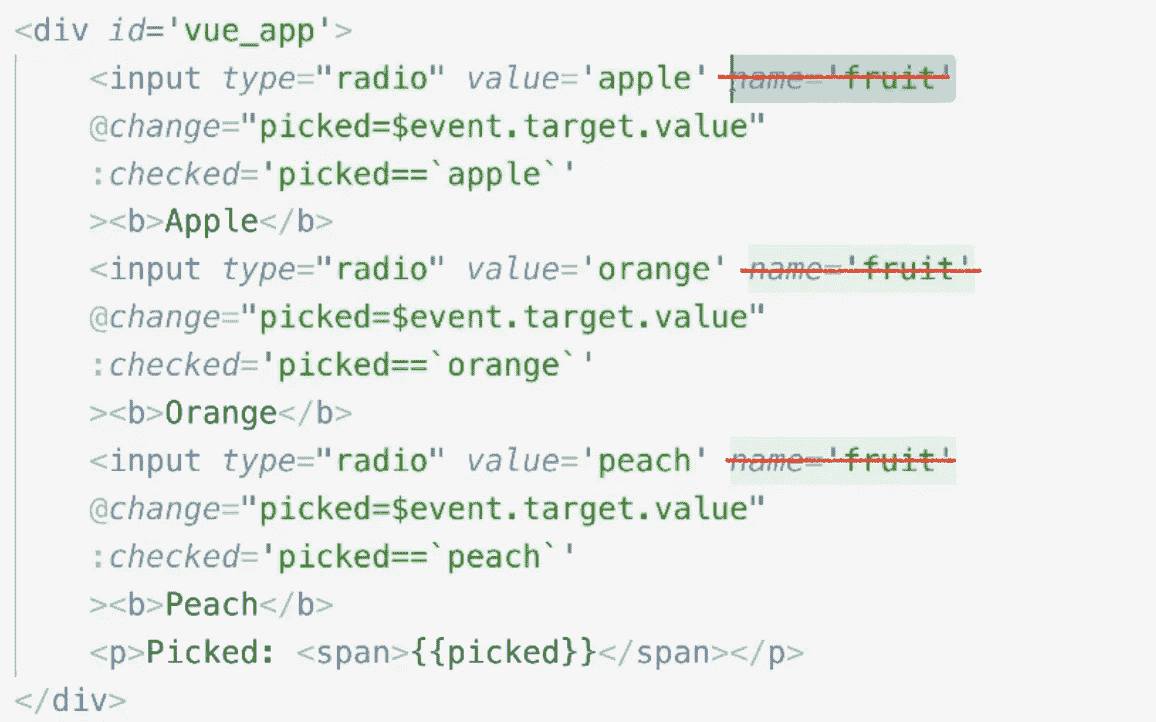 <div id='vue_app'>
<input type="radio" value='apple' name='fruit'
@change="picked=$event.target.value"
:checked='picked==`apple`'
><b>Apple</b>
<input type="radio" value='orange' name='fruit'
@change="picked=$event.target.value"
:checked='picked==`orange`'
><b>Orange</b>
<input type="radio" value='peach' name='fruit'
@change="picked=$event.target.value"
:checked='picked==`peach`'
><b>Peach</b>
<p>Picked: <span>{{picked}}</span></p>
</div>